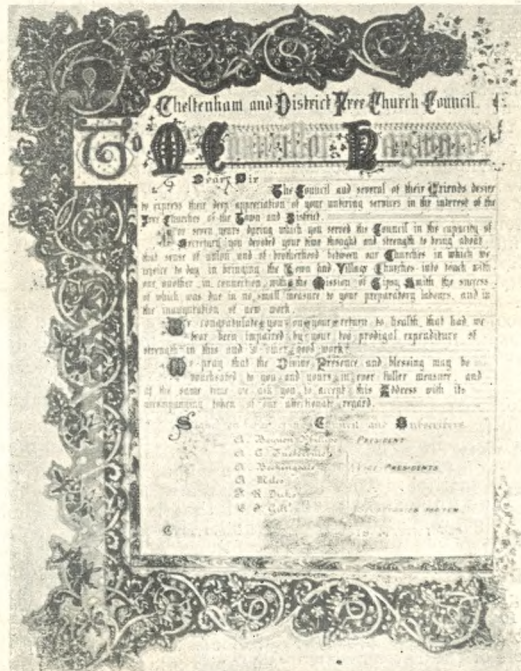 Cheltenham and District Free Church Council.
To Mr Councillor
Dear Sir
The Council and several of their Friends desire
to express their deep appreciation of your untiring services in the interest of the
Free Churches of the Town and District.
seven years during which you served the Council in the capacity of
Secretary you devoted your time thought and strength to bring about
that sense of union and of brotherhood between our Churches in which we
rejoice to day in bringing the Town and Village Churches into touch with
one another in connection with the Mission of Gipsy Smith the success
of which was due in no small measure to your preparatory labours, and in
the inauguration of new work.
We congratulate you on your return to health that had we
fear been impaired by your too prodigal expenditure of
strength in this and other good work.
We pray that the Divine Presence and blessing may be
vouchsafed to you and yours in ever fuller measure, and
at the same time we ask you to accept this Address with its
accompanying token of our affectionate regard.
Council and Subscribers
Phillips PRESIDENT
A.
A. VICE PRESIDENTS
A. Miles
R.